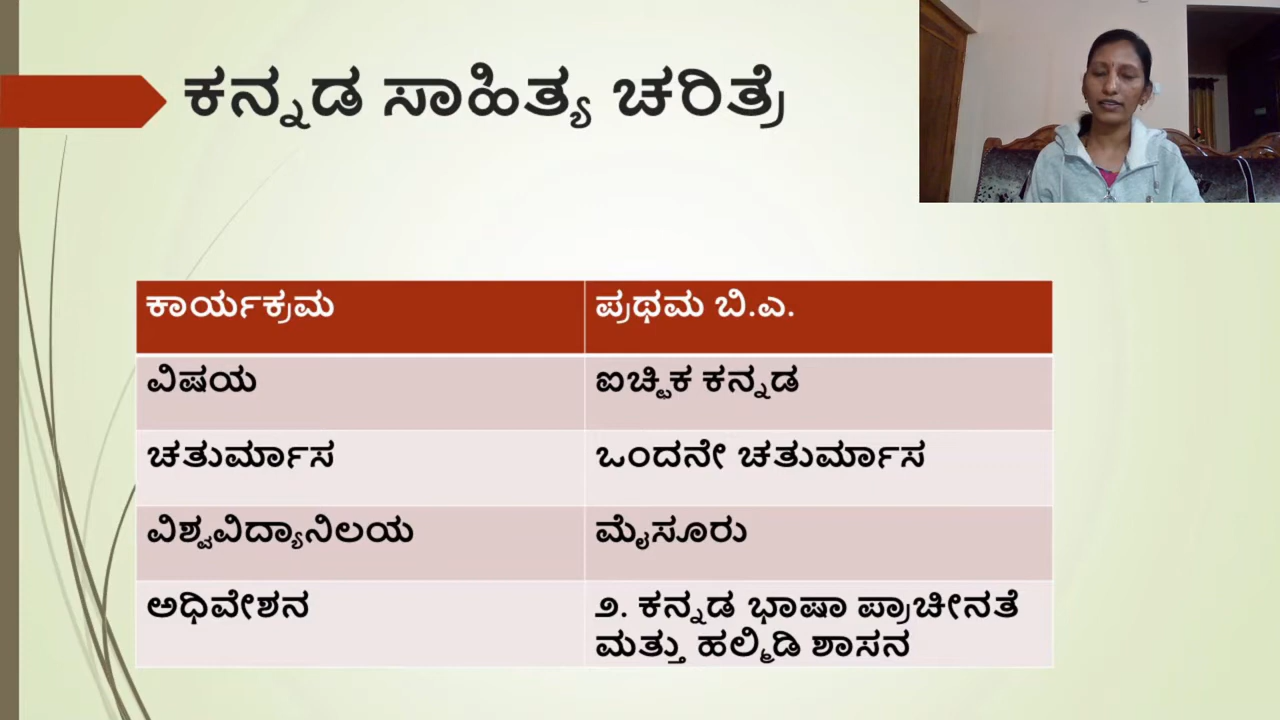 ಕನ್ನಡ ಸಾಹಿತ್ಯ ಚರಿತ್ರೆ
ಕಾರ್ಯಕ್ರಮ ಪ್ರಥಮ ಬಿ.ಎ.
ವಿಷಯ ಐಚ್ಛಿಕ ಕನ್ನಡ
ಚತುರ್ಮಾಸ ಒಂದನೇ ಚತುರ್ಮಾಸ
ವಿಶ್ವವಿದ್ಯಾನಿಲಯ ಮೈಸೂರು
ಅಧಿವೇಶನ ೨. ಕನ್ನಡ ಭಾಷಾ ಪ್ರಾಚೀನತೆ
ಮತ್ತು ಹಲ್ಮಿಡಿ ಶಾಸನ